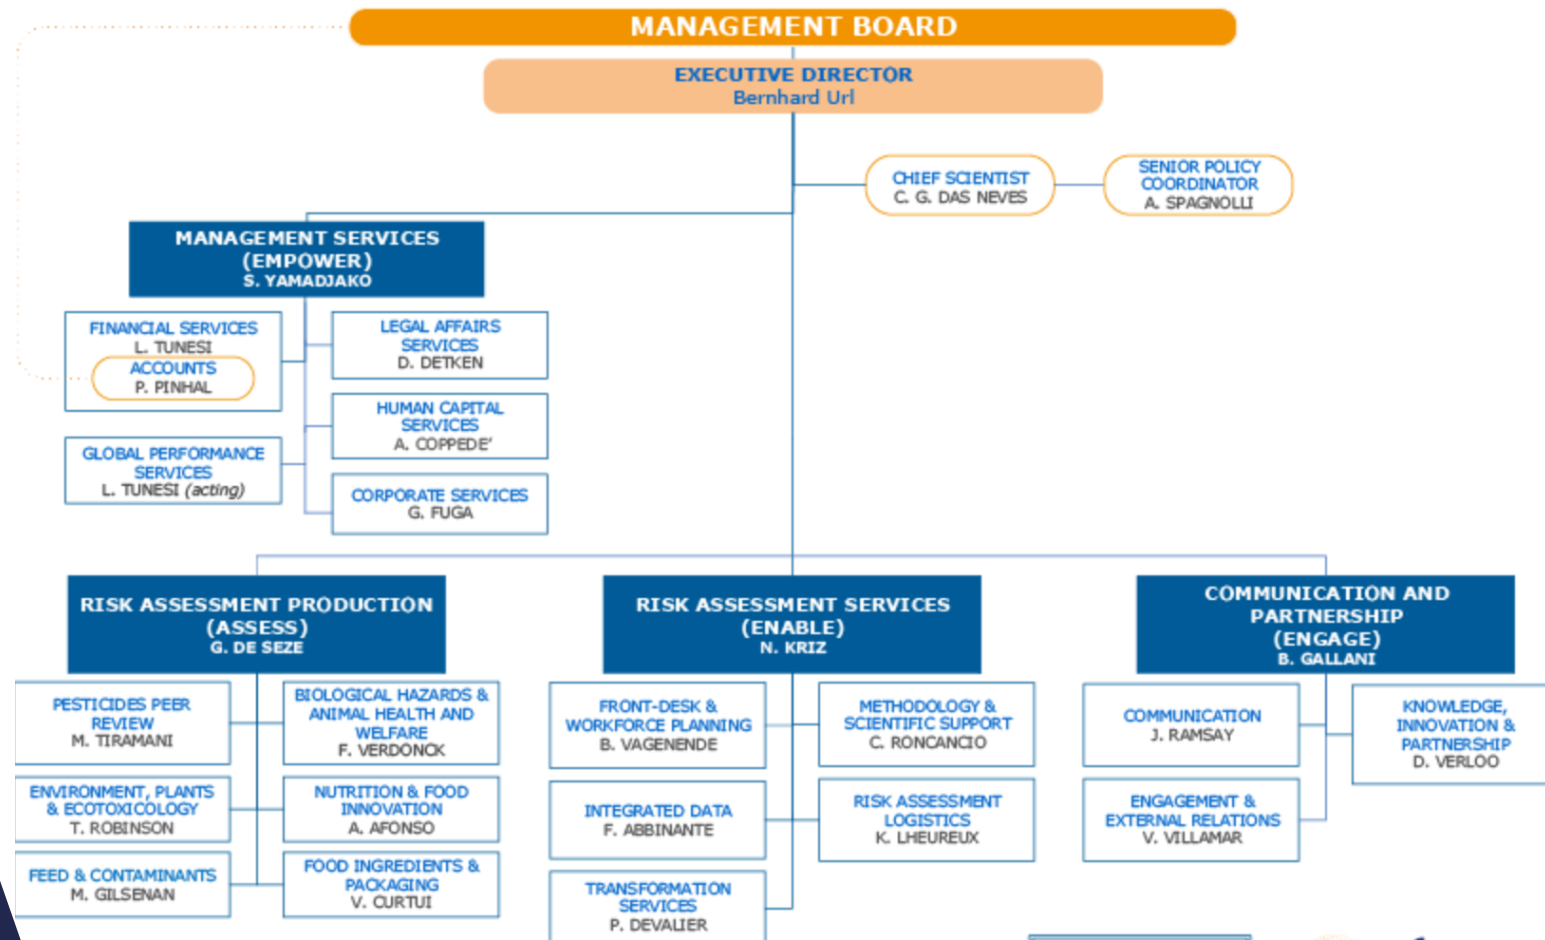 MANAGEMENT BOARD
EXECUTIVE DIRECTOR
Bernhard Url
CHIEF SCIENTIST
C. G. DAS NEVES
SENIOR POLICY
COORDINATOR
A. SPAGNOLLI
MANAGEMENT SERVICES
(EMPOWER)
S. YAMADJAKO
FINANCIAL SERVICES
L. TUNESI
ACCOUNTS
P. PINHAL
LEGAL AFFAIRS
SERVICES
D. DETKEN
HUMAN CAPITAL
SERVICES
A. COPPEDE'
GLOBAL PERFORMANCE
SERVICES
L. TUNESI (acting)
CORPORATE SERVICES
G. FUGA
RISK ASSESSMENT PRODUCTION
(ASSESS)
G. DE SEZE
PESTICIDES PEER
REVIEW
M. TIRAMANI
BIOLOGICAL HAZARDS &
ANIMAL HEALTH AND
WELFARE
F. VERDONCK
ENVIRONMENT, PLANTS
& ECOTOXICOLOGY
T. ROBINSON
NUTRITION & FOOD
INNOVATION
A. AFONSO
FEED & CONTAMINANTS
M. GILSENAN
FOOD INGREDIENTS &
PACKAGING
V. CURTUI
RISK ASSESSMENT SERVICES
(ENABLE)
N. KRIZ
FRONT-DESK &
WORKFORCE PLANNING
B. VAGENENDE
METHODOLOGY &
SCIENTIFIC SUPPORT
C. RONCANCIO
INTEGRATED DATA
F. ABBINANTE
RISK ASSESSMENT
LOGISTICS
K. LHEUREUX
TRANSFORMATION
SERVICES
P. DEVALIER
COMMUNICATION AND
PARTNERSHIP
(ENGAGE)
B. GALLANI
COMMUNICATION
J. RAMSAY
KNOWLEDGE,
INNOVATION &
PARTNERSHIP
D. VERLOO
ENGAGEMENT &
EXTERNAL RELATIONS
V. VILLAMAR